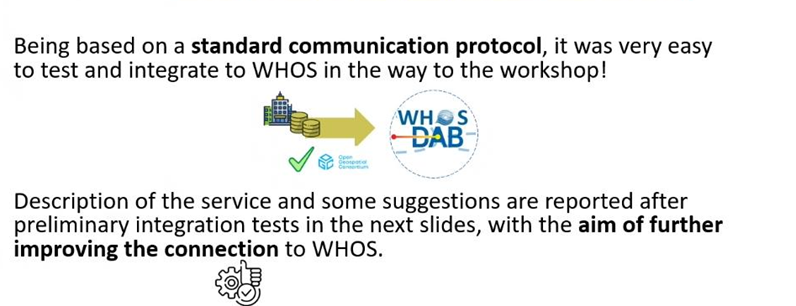 Being based on a standard communication protocol, it was very easy
to test and integrate to WHOS in the way to the workshop!
WHOS
DAB
Open
Geospatial
Consortium
Description of the service and some suggestions are reported after
preliminary integration tests in the next slides, with the aim of further
improving the connection to WHOS.